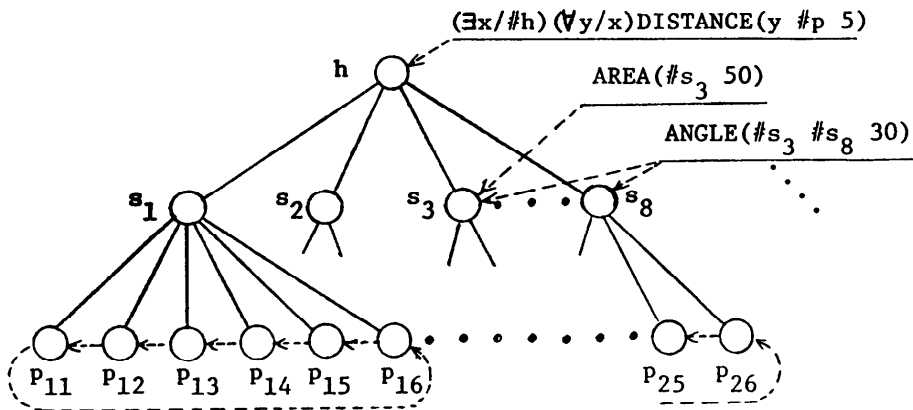 (∃x/#h)(∀y/x)DISTANCE(y #p 5)
h
AREA(#s₃ 50)
ANGLE(#s₃ #s₈ 30)
s₁ s₂ s₃ s₈
p₁₁ p₁₂ p₁₃ p₁₄ p₁₅ p₁₆ p₂₅ p₂₆